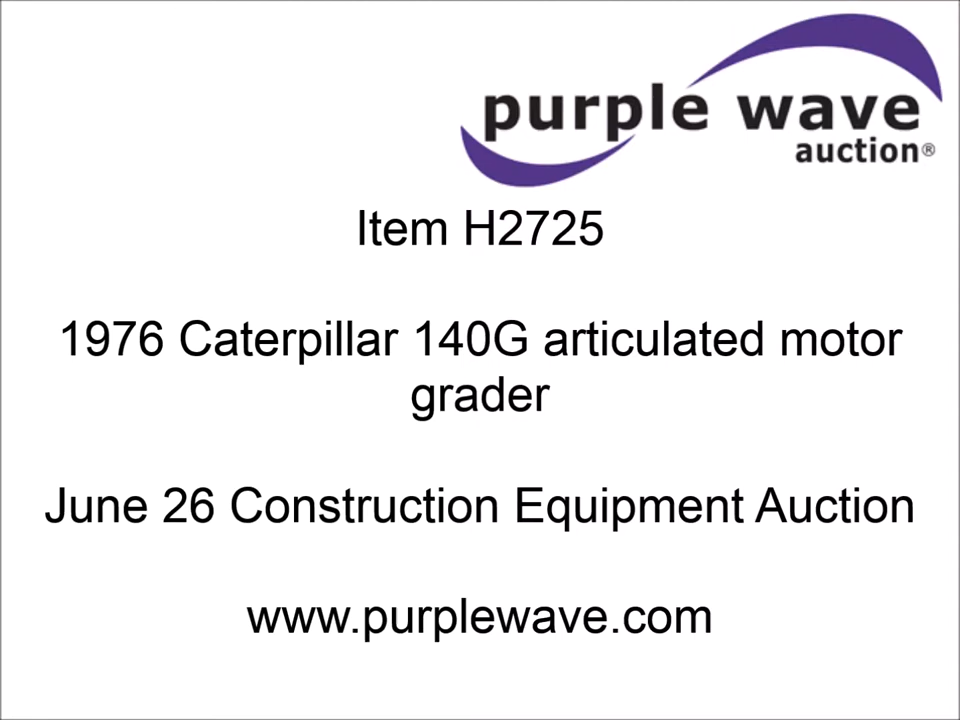 purple wave
auction®
Item H2725
1976 Caterpillar 140G articulated motor
grader
June 26 Construction Equipment Auction
www.purplewave.com